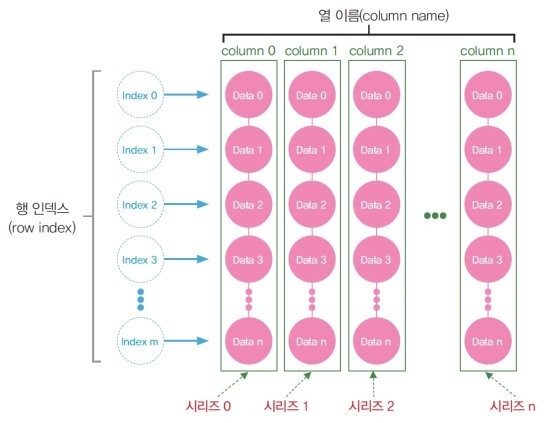 열 이름(column name)
column 0 column 1 column 2 column n
Index 0 Data 0 Data 0 Data 0 Data 0
Index 1 Data 1 Data 1 Data 1 Data 1
Index 2 Data 2 Data 2 Data 2 Data 2
행 인덱스
(row index)
Index 3 Data 3 Data 3 Data 3 Data 3
Index m Data n Data n Data n Data n
시리즈 0 시리즈 1 시리즈 2 시리즈 n